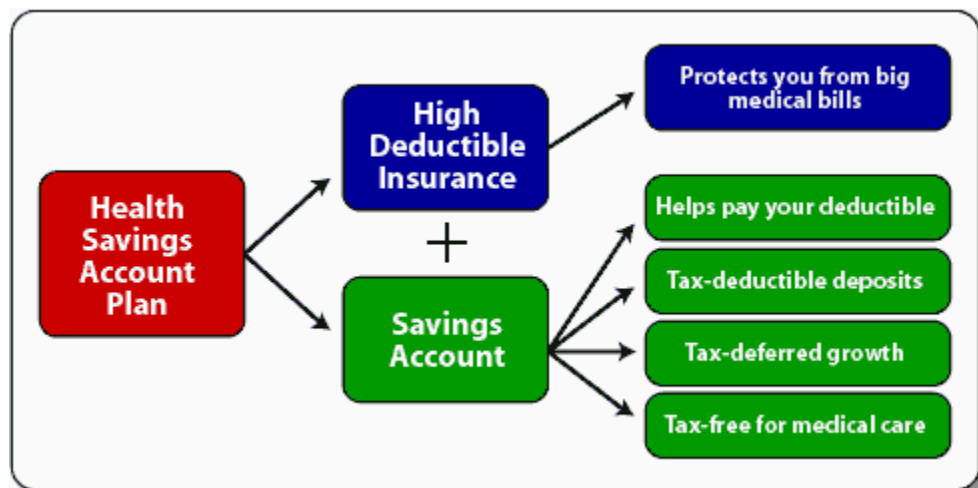 Health
Savings
Account
Plan
High
Deductible
Insurance
+
Savings
Account
Protects you from big
medical bills
Helps pay your deductible
Tax-deductible deposits
Tax-deferred growth
Tax-free for medical care